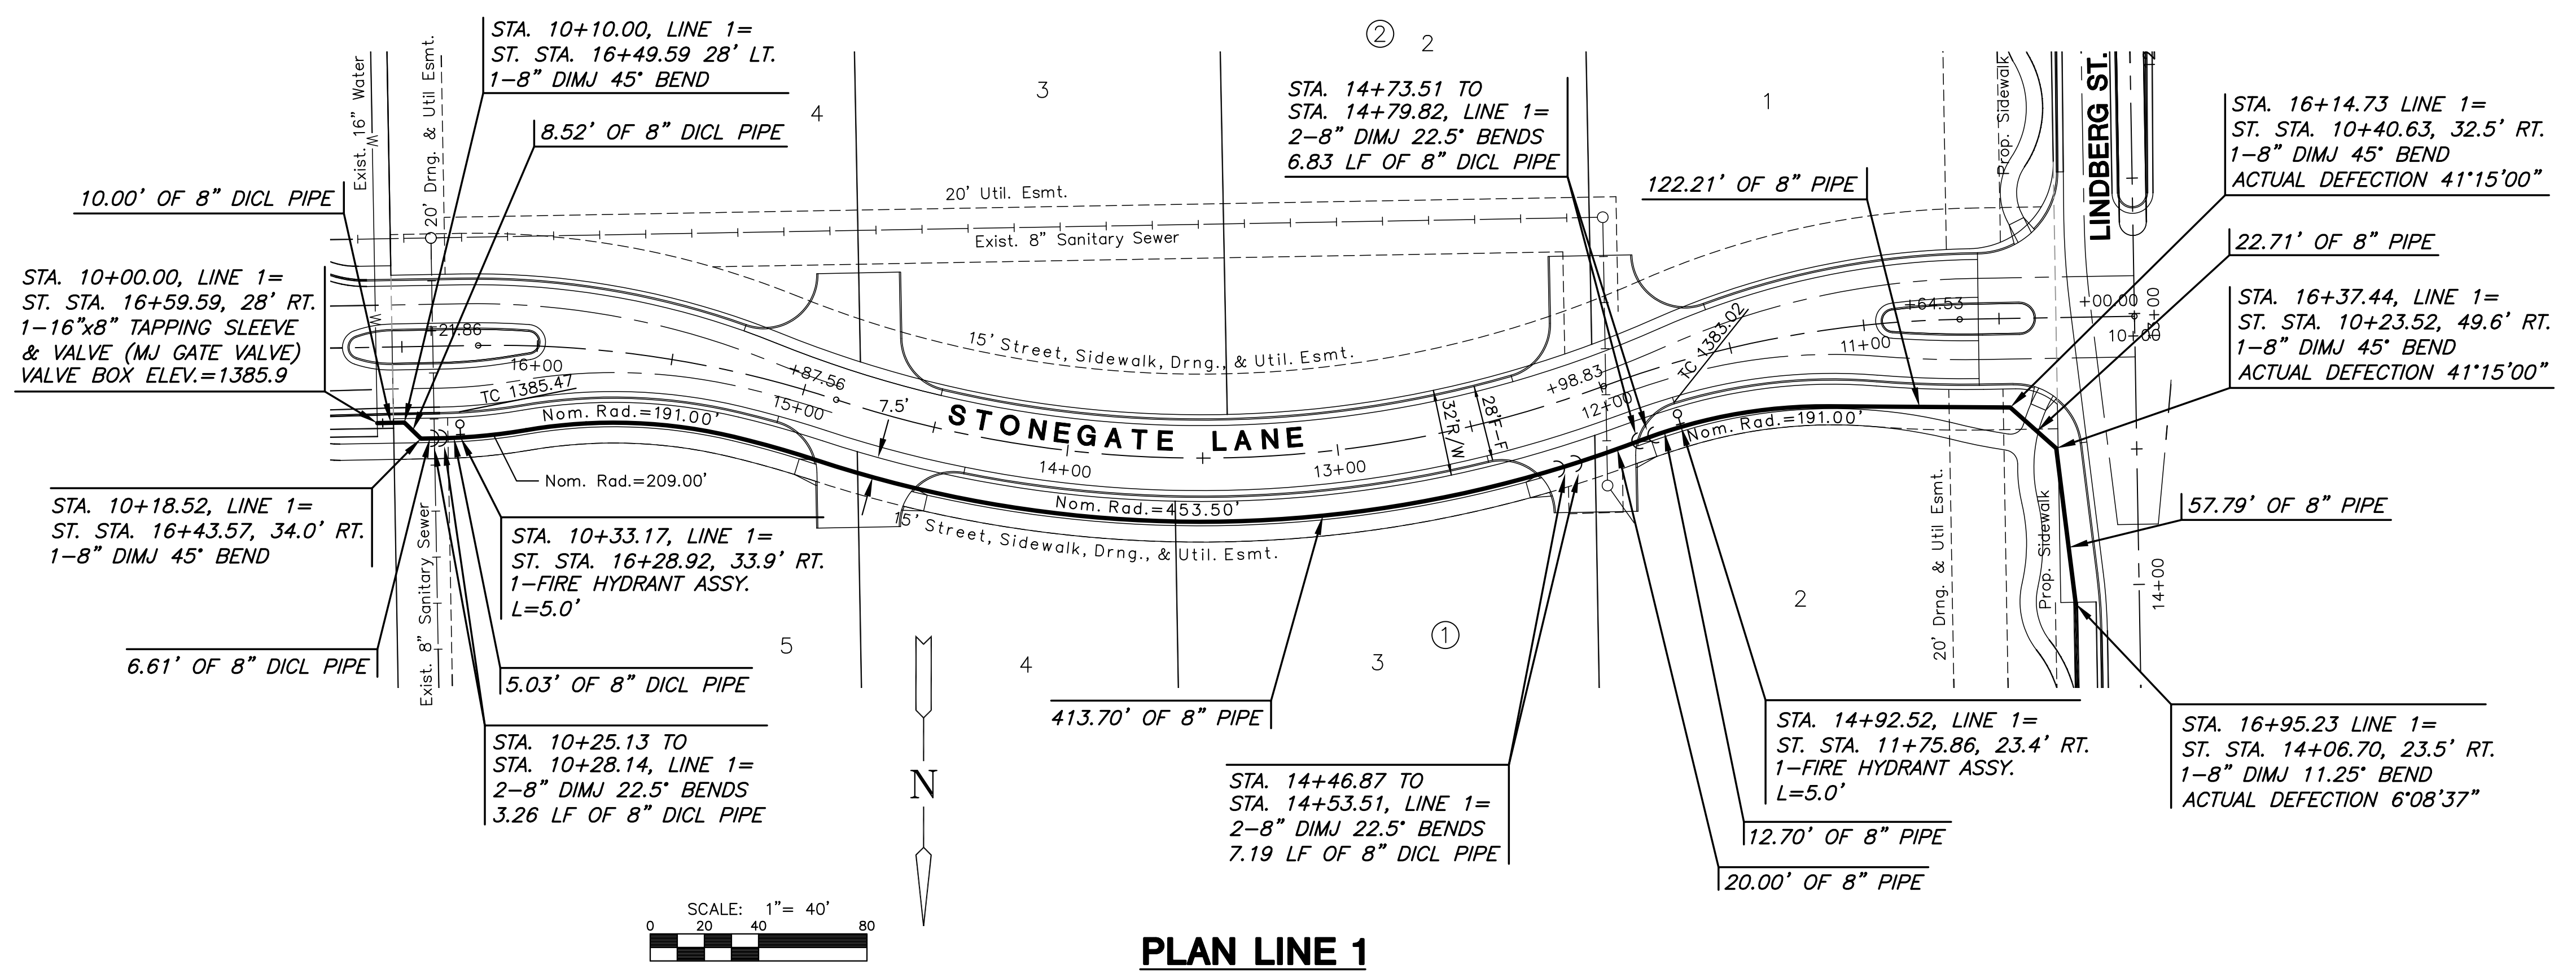 STA. 10+10.00, LINE 1=
ST. STA. 16+49.59 28' LT.
1-8" DIMJ 45° BEND
8.52' OF 8" DICL PIPE
10.00' OF 8" DICL PIPE
STA. 10+00.00, LINE 1=
ST. STA. 16+59.59, 28' RT.
1-16"x8" TAPPING SLEEVE
& VALVE (MJ GATE VALVE)
VALVE BOX ELEV.=1385.9
STA. 10+18.52, LINE 1=
ST. STA. 16+43.57, 34.0' RT.
1-8" DIMJ 45° BEND
6.61' OF 8" DICL PIPE
Exist. 16" Water
W
W
20' Drng. & Util Esmt.
Exist. 8" Sanitary Sewer
4
3
2
2
1
20' Util. Esmt.
Exist. 8" Sanitary Sewer
15' Street, Sidewalk, Drng., & Util. Esmt.
+21.86
16+00
TC 1385.47
Nom. Rad.=191.00'
Nom. Rad.=209.00'
+87.56
15+00
7.5'
STONEGATE LANE
14+00
13+00
32'R/W
28'F-F
+98.83
12+00
TC 1383.02
Nom. Rad.=453.50'
15' Street, Sidewalk, Drng., & Util. Esmt.
Nom. Rad.=191.00'
11+00
+64.53
+00.00
10+00
STA. 14+73.51 TO
STA. 14+79.82, LINE 1=
2-8" DIMJ 22.5° BENDS
6.83 LF OF 8" DICL PIPE
122.21' OF 8" PIPE
Prop. Sidewalk
LINDBERG ST.
STA. 16+14.73 LINE 1=
ST. STA. 10+40.63, 32.5' RT.
1-8" DIMJ 45° BEND
ACTUAL DEFECTION 41°15'00"
22.71' OF 8" PIPE
STA. 16+37.44, LINE 1=
ST. STA. 10+23.52, 49.6' RT.
1-8" DIMJ 45° BEND
ACTUAL DEFECTION 41°15'00"
57.79' OF 8" PIPE
14+00
Prop. Sidewalk
20' Drng. & Util Esmt.
STA. 10+33.17, LINE 1=
ST. STA. 16+28.92, 33.9' RT.
1-FIRE HYDRANT ASSY.
L=5.0'
5.03' OF 8" DICL PIPE
STA. 10+25.13 TO
STA. 10+28.14, LINE 1=
2-8" DIMJ 22.5° BENDS
3.26 LF OF 8" DICL PIPE
5
4
3
1
2
413.70' OF 8" PIPE
STA. 14+46.87 TO
STA. 14+53.51, LINE 1=
2-8" DIMJ 22.5° BENDS
7.19 LF OF 8" DICL PIPE
STA. 14+92.52, LINE 1=
ST. STA. 11+75.86, 23.4' RT.
1-FIRE HYDRANT ASSY.
L=5.0'
12.70' OF 8" PIPE
20.00' OF 8" PIPE
STA. 16+95.23 LINE 1=
ST. STA. 14+06.70, 23.5' RT.
1-8" DIMJ 11.25° BEND
ACTUAL DEFECTION 6°08'37"
N
SCALE: 1"= 40'
0 20 40 80
PLAN LINE 1